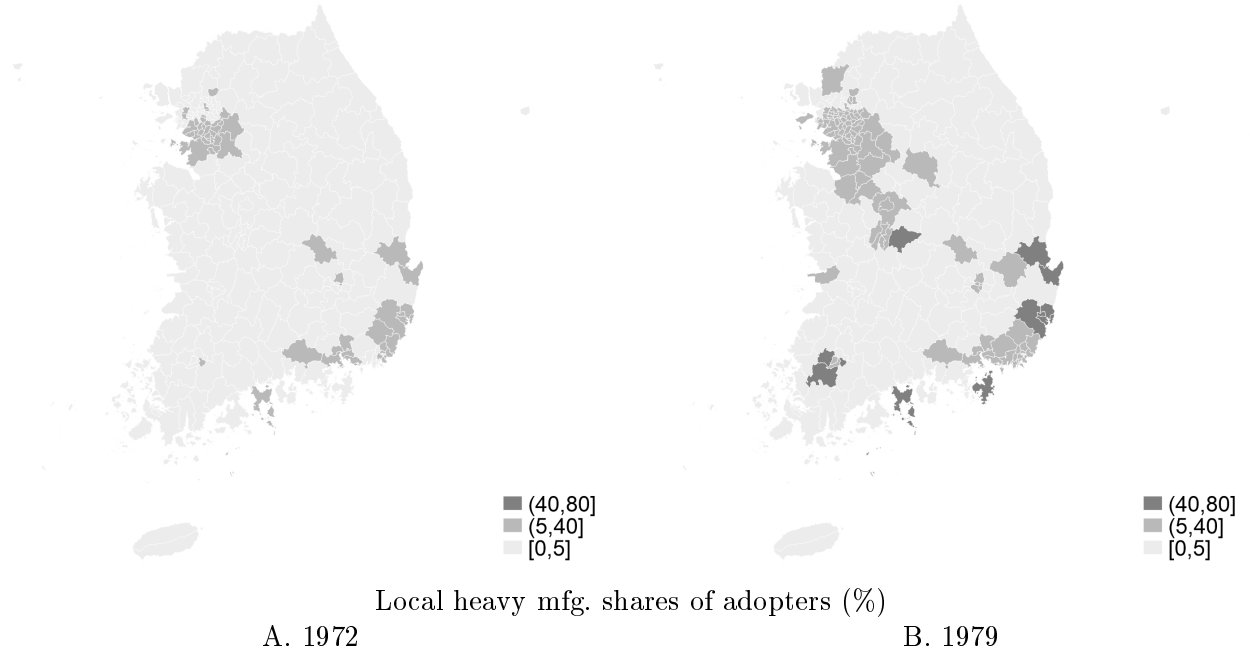 (40,80]
(5,40]
[0,5]
(40,80]
(5,40]
[0,5]
Local heavy mfg. shares of adopters (%)
A. 1972
B. 1979